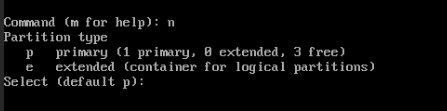 Command (m for help): n
Partition type
   p   primary (1 primary, 0 extended, 3 free)
   e   extended (container for logical partitions)
Select (default p):